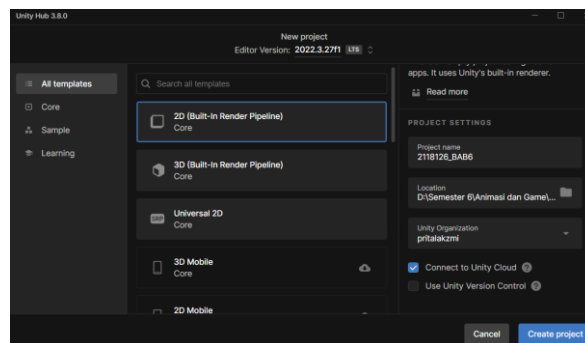 Unity Hub 3.8.0
New project
Editor Version: 2022.3.27f1 LTS
All templates
Core
Sample
Learning
Search all templates
2D (Built-In Render Pipeline)
Core
3D (Built-In Render Pipeline)
Core
SRP
Universal 2D
Core
3D Mobile
Core
2D Mobile
apps. It uses Unity's built-in renderer.
Read more
PROJECT SETTINGS
Project name
2118126_BAB6
Location
D:\Semester 6\Animasi dan Game\...
Unity Organization
pritalakzmi
Connect to Unity Cloud ?
Use Unity Version Control ?
Cancel
Create project